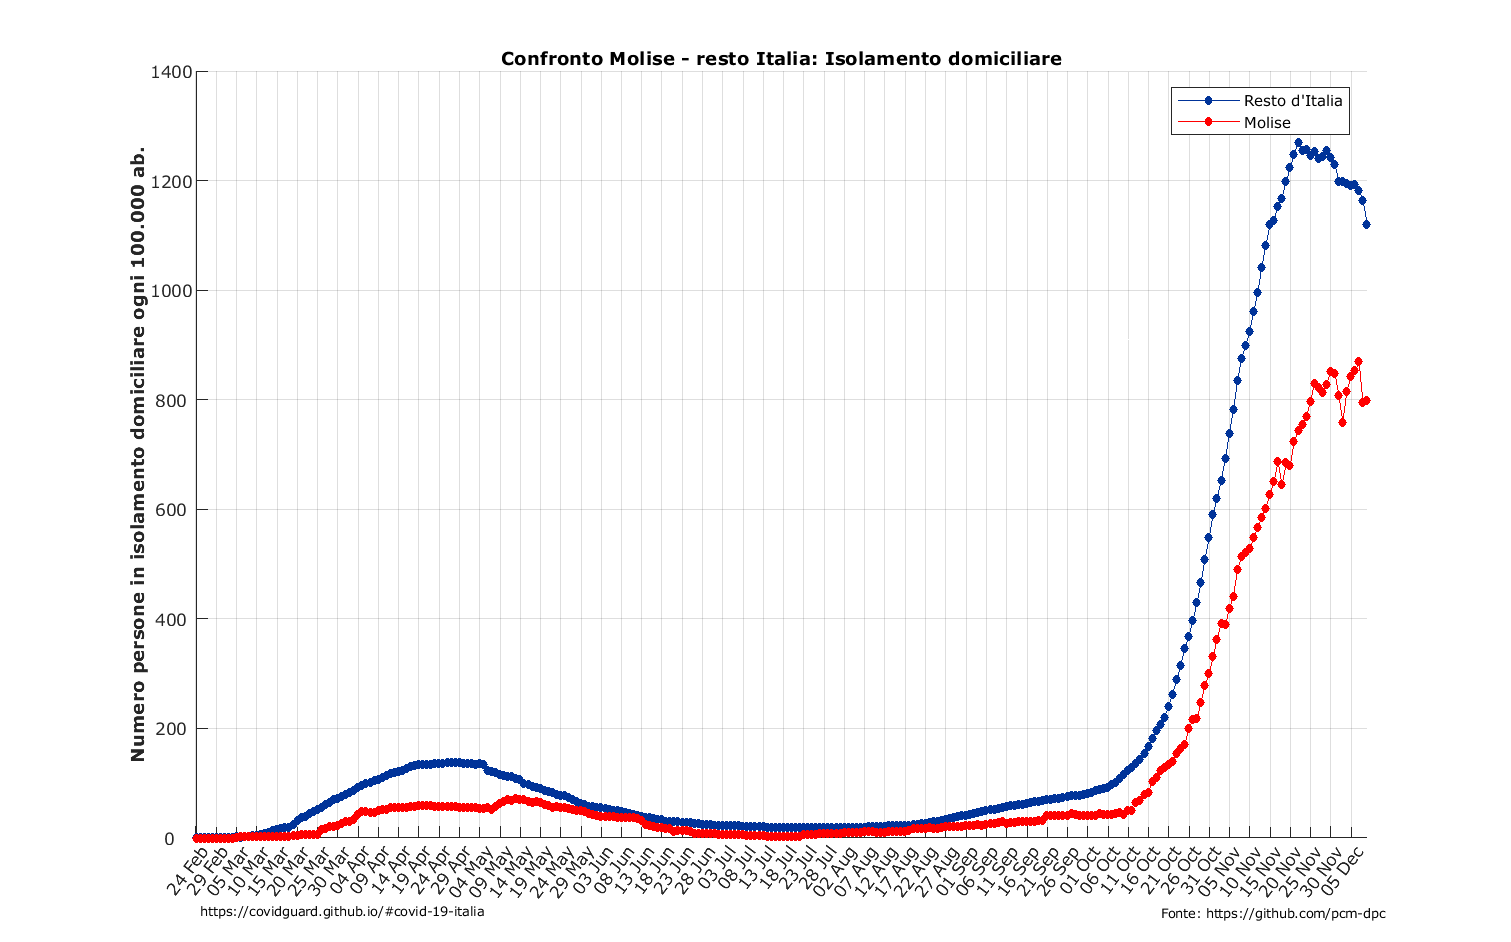 Confronto Molise - resto Italia: Isolamento domiciliare
Numero persone in isolamento domiciliare ogni 100.000 ab.
1400
1200
1000
800
600
400
200
0
Resto d'Italia
Molise
24 Feb
29 Feb
05 Mar
10 Mar
15 Mar
20 Mar
25 Mar
30 Mar
04 Apr
09 Apr
14 Apr
19 Apr
24 Apr
29 Apr
04 May
09 May
14 May
19 May
24 May
29 May
03 Jun
08 Jun
13 Jun
18 Jun
23 Jun
28 Jun
03 Jul
08 Jul
13 Jul
18 Jul
23 Jul
28 Jul
02 Aug
07 Aug
12 Aug
17 Aug
22 Aug
27 Aug
01 Sep
06 Sep
11 Sep
16 Sep
21 Sep
26 Sep
01 Oct
06 Oct
11 Oct
16 Oct
21 Oct
26 Oct
31 Oct
05 Nov
10 Nov
15 Nov
20 Nov
25 Nov
30 Nov
05 Dec
https://covidguard.github.io/#covid-19-italia
Fonte: https://github.com/pcm-dpc